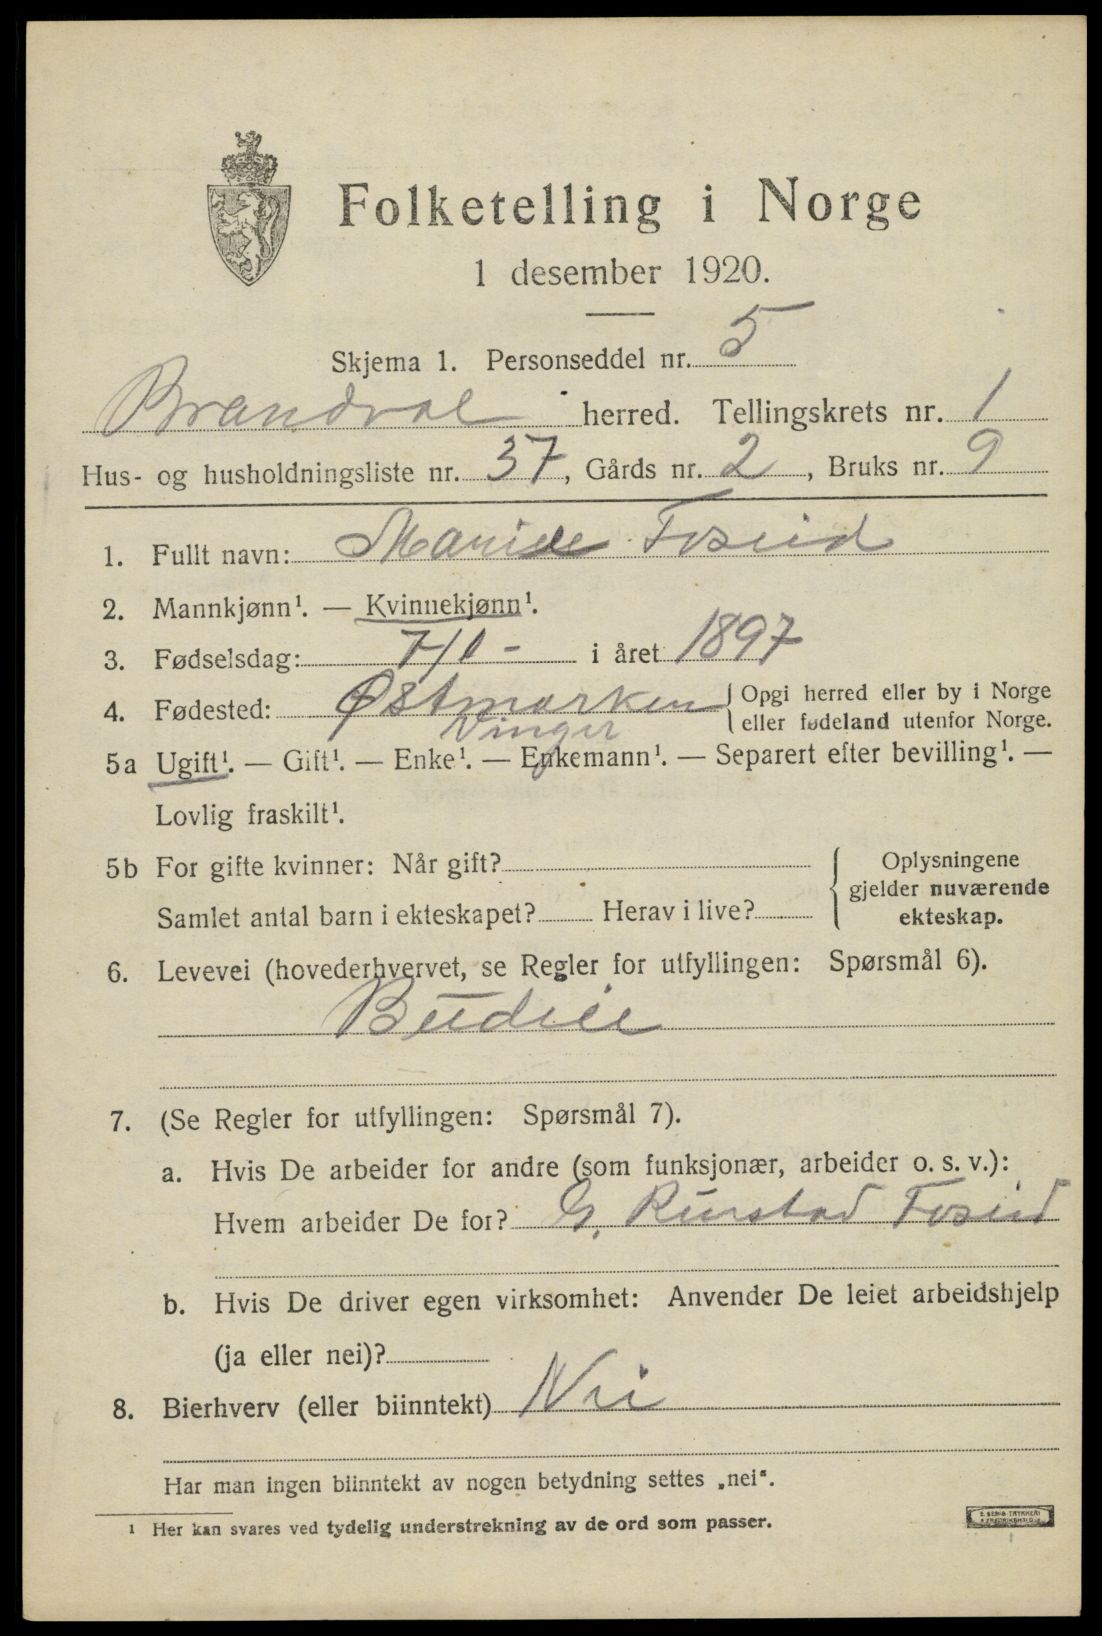 Folketelling i Norge
1 desember 1920.
Skjema 1. Personseddel nr. 5
Brandval herred. Tellingskrets nr. 1
Hus- og husholdningsliste nr. 37, Gårds nr. 2, Bruks nr. 9
1. Fullt navn: Foseid
2. Mannkjønn¹. — Kvinnekjønn¹.
3. Fødselsdag: 7/1 - i året 1897
4. Fødested: Østmarken { Opgi herred eller by i Norge
Vinger { eller fødeland utenfor Norge.
5a Ugift¹. — Gift¹. — Enke¹. — Enkemann¹. — Separert efter bevilling¹. —
Lovlig fraskilt¹.
5b For gifte kvinner: Når gift? { Oplysningene
gjelder nuværende
Samlet antal barn i ekteskapet? Herav i live? ekteskap.
6. Levevei (hovederhvervet, se Regler for utfyllingen: Spørsmål 6).
Budeie
7. (Se Regler for utfyllingen: Spørsmål 7).
a. Hvis De arbeider for andre (som funksjonær, arbeider o. s. v.):
Hvem arbeider De for? G. Rustad Foseid
b. Hvis De driver egen virksomhet: Anvender De leiet arbeidshjelp
(ja eller nei)?
8. Bierhverv (eller biinntekt) Nei
Har man ingen biinntekt av nogen betydning settes „nei“.
¹ Her kan svares ved tydelig understrekning av de ord som passer.